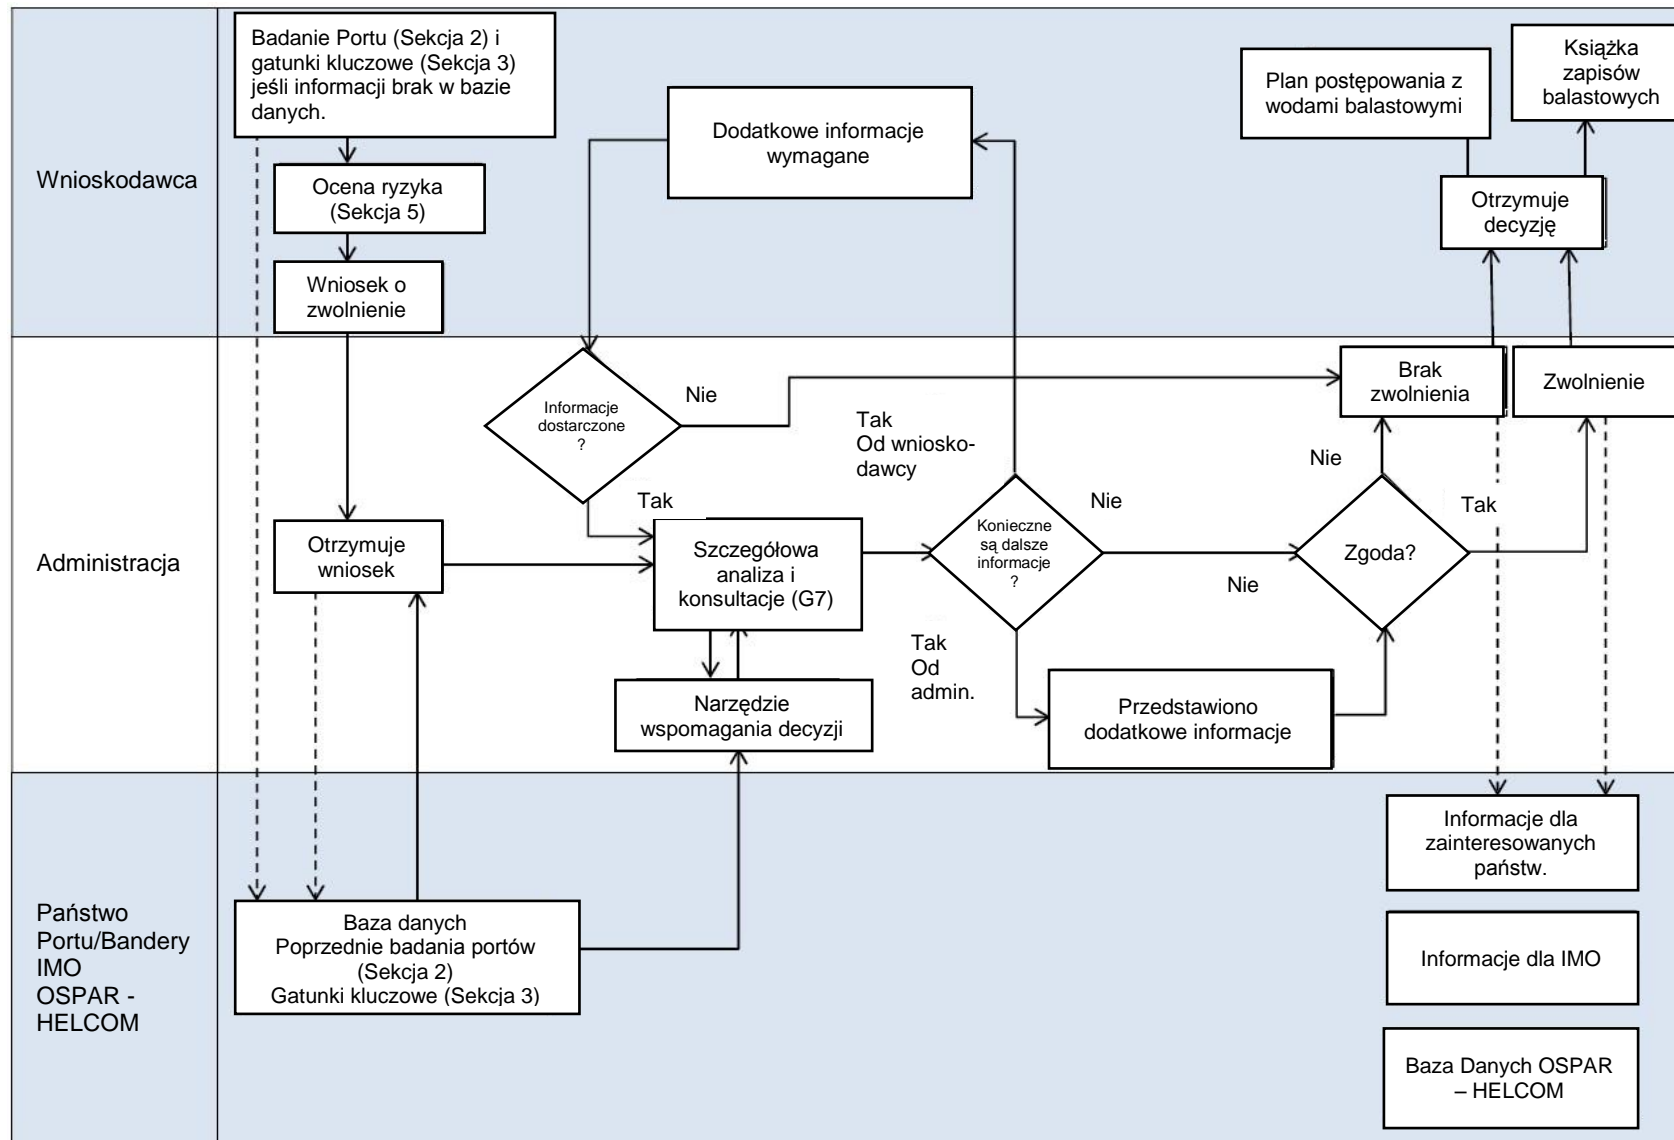 Badanie Portu (Sekcja 2) i
gatunki kluczowe (Sekcja 3)
jeśli informacji brak w bazie
danych.
Dodatkowe informacje
wymagane
Plan postępowania z
wodami balastowymi
Książka
zapisów
balastowych
Wnioskodawca
Ocena ryzyka
(Sekcja 5)
Otrzymuje
decyzję
Wniosek o
zwolnienie
Informacje
dostarczone
?
Nie
Brak
zwolnienia
Zwolnienie
Tak
Od wniosko-
dawcy
Nie
Tak
Nie
Tak
Administracja
Otrzymuje
wniosek
Szczegółowa
analiza i
konsultacje (G7)
Konieczne
są dalsze
informacje
?
Nie
Zgoda?
Tak
Od
admin.
Narzędzie
wspomagania decyzji
Przedstawiono
dodatkowe informacje
Państwo
Portu/Bandery
IMO
OSPAR -
HELCOM
Baza danych
Poprzednie badania portów
(Sekcja 2)
Gatunki kluczowe (Sekcja 3)
Informacje dla
zainteresowanych
państw.
Informacje dla IMO
Baza Danych OSPAR
– HELCOM